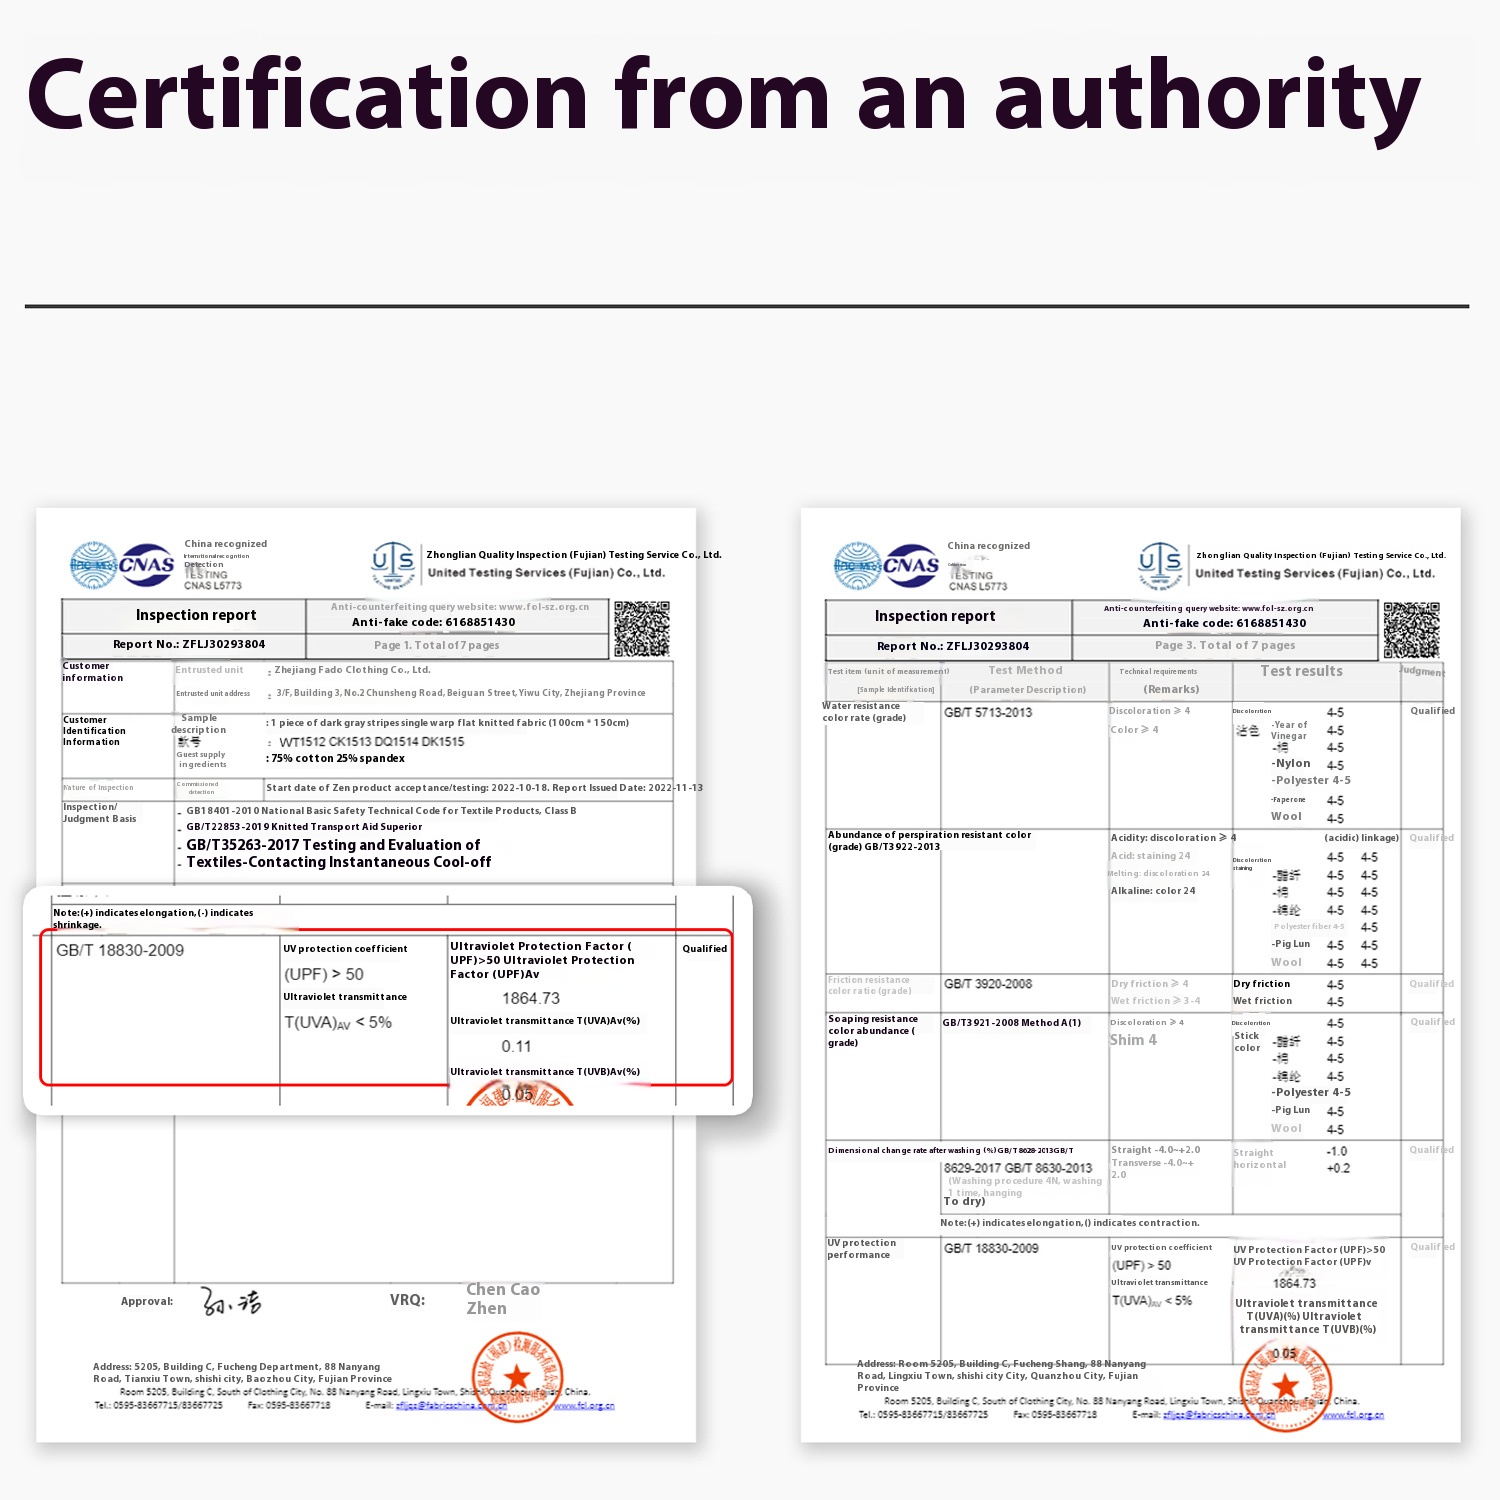 Certification from an authority
China recognized
International recogntion
Detection
TESTING
CNAS L5773
CNAS
UTS
Zhonglian Quality Inspection (Fujian) Testing Service Co., Ltd.
United Testing Services (Fujian) Co., Ltd.
Inspection report
Anti-counterfeiting query website: www.fol-sz.org.cn
Anti-fake code: 6168851430
Report No.: ZFLJ30293804
Page 1. Total of 7 pages
Customer
information
Entrusted unit
: Zhejiang Fado Clothing Co., Ltd.
Entrusted unit address
: 3/F, Building 3, No.2 Chunsheng Road, Beiguan Street, Yiwu City, Zhejiang Province
Customer
Identification
Information
Sample
description
: 1 piece of dark gray stripes single warp flat knitted fabric (100cm * 150cm)
款号
: WT1512 CK1513 DQ1514 DK1515
Guest supply
ingredients
: 75% cotton 25% spandex
Nature of Inspection
Commissioned
detection
Start date of Zen product acceptance/testing: 2022-10-18. Report Issued Date: 2022-11-13
Inspection/
Judgment Basis
- GB18401-2010 National Basic Safety Technical Code for Textile Products, Class B
- GB/T22853-2019 Knitted Transport Aid Superior
- GB/T35263-2017 Testing and Evaluation of
- Textiles-Contacting Instantaneous Cool-off
Note:(+) indicates elongation, (-) indicates
shrinkage.
GB/T 18830-2009
UV protection coefficient
(UPF) > 50
Ultraviolet transmittance
T(UVA)AV < 5%
Ultraviolet Protection Factor (
UPF)>50 Ultraviolet Protection
Factor (UPF)Av
1864.73
Ultraviolet transmittance T(UVA)Av(%)
0.11
Ultraviolet transmittance T(UVB)Av(%)
0.05
Qualified
Approval:
VRQ:
Chen Cao
Zhen
Address: 5205, Building C, Fucheng Department, 88 Nanyang
Road, Tianxiu Town, shishi city, Baozhou City, Fujian Province
Room 5205, Building C, South of Clothing City, No. 88 Nanyang Road, Lingxiu Town, Shishi, Quanzhou, Fujian, China.
Tel.: 0595-83667715/83667725 Fax: 0595-83667718 E-mail: zfljqz@fabricschina.com.cn www.fcl.org.cn
China recognized
TESTING
CNAS L5773
CNAS
UTS
Zhonglian Quality Inspection (Fujian) Testing Service Co., Ltd.
United Testing Services (Fujian) Co., Ltd.
Inspection report
Anti-counterfeiting query website: www.fol-sz.org.cn
Anti-fake code: 6168851430
Report No.: ZFLJ30293804
Page 3. Total of 7 pages
Test item (unit of measurement)
[Sample Identification]
Test Method
(Parameter Description)
Technical requirements
(Remarks)
Test results
Judgment
Water resistance
color rate (grade)
GB/T 5713-2013
Discoloration ⩾ 4
Color ⩾ 4
Discoloration 4-5
沾色
-Year of
Vinegar 4-5
-棉 4-5
-Nylon 4-5
-Polyester 4-5
-Faperone 4-5
Wool 4-5
Qualified
Abundance of perspiration resistant color
(grade) GB/T3922-2013
Acidity: discoloration ⩾ 4
Acid: staining 24
Melting: discoloration 24
Alkaline: color 24
(acidic) linkage)
Discoloration 4-5 4-5
staining
-醋纤 4-5 4-5
-棉 4-5 4-5
-锦纶 4-5 4-5
Polyester fiber 4-5 4-5
-Pig Lun 4-5 4-5
Wool 4-5 4-5
Qualified
Friction resistance
color ratio (grade)
GB/T 3920-2008
Dry friction ⩾ 4
Wet friction ⩾ 3-4
Dry friction 4-5
Wet friction 4-5
Qualified
Soaping resistance
color abundance (
grade)
GB/T3921-2008 Method A(1)
Discoloration ⩾ 4
Shim 4
Discoloration 4-5
Stick
color
-醋纤 4-5
-棉 4-5
-锦纶 4-5
-Polyester 4-5
-Pig Lun 4-5
Wool 4-5
Qualified
Dimensional change rate after washing (%) GB/T 8628-2013GB/T
8629-2017 GB/T 8630-2013
(Washing procedure 4N, washing
1 time, hanging
To dry)
Straight -4.0~+2.0
Transverse -4.0~+
2.0
Straight -1.0
horizontal +0.2
Qualified
Note:(+) indicates elongation,() indicates contraction.
UV protection
performance
GB/T 18830-2009
UV protection coefficient
(UPF) > 50
Ultraviolet transmittance
T(UVA)AV < 5%
UV Protection Factor (UPF)>50
UV Protection Factor (UPF)v
1864.73
Ultraviolet transmittance
T(UVA)(%) Ultraviolet
transmittance T(UVB)(%)
0.05
Qualified
Address: Room 5205, Building C, Fucheng Shang, 88 Nanyang
Road, Lingxiu Town, shishi city City, Quanzhou City, Fujian
Province
Room 5205, Building C, South of Clothing City, No. 88 Nanyang Road, Lingxiu Town, Shishi, Quanzhou, Fujian, China.
Tel.: 0595-83667715/83667725 Fax: 0595-83667718 E-mail: zfljqz@fabricschina.com.cn www.fcl.org.cn